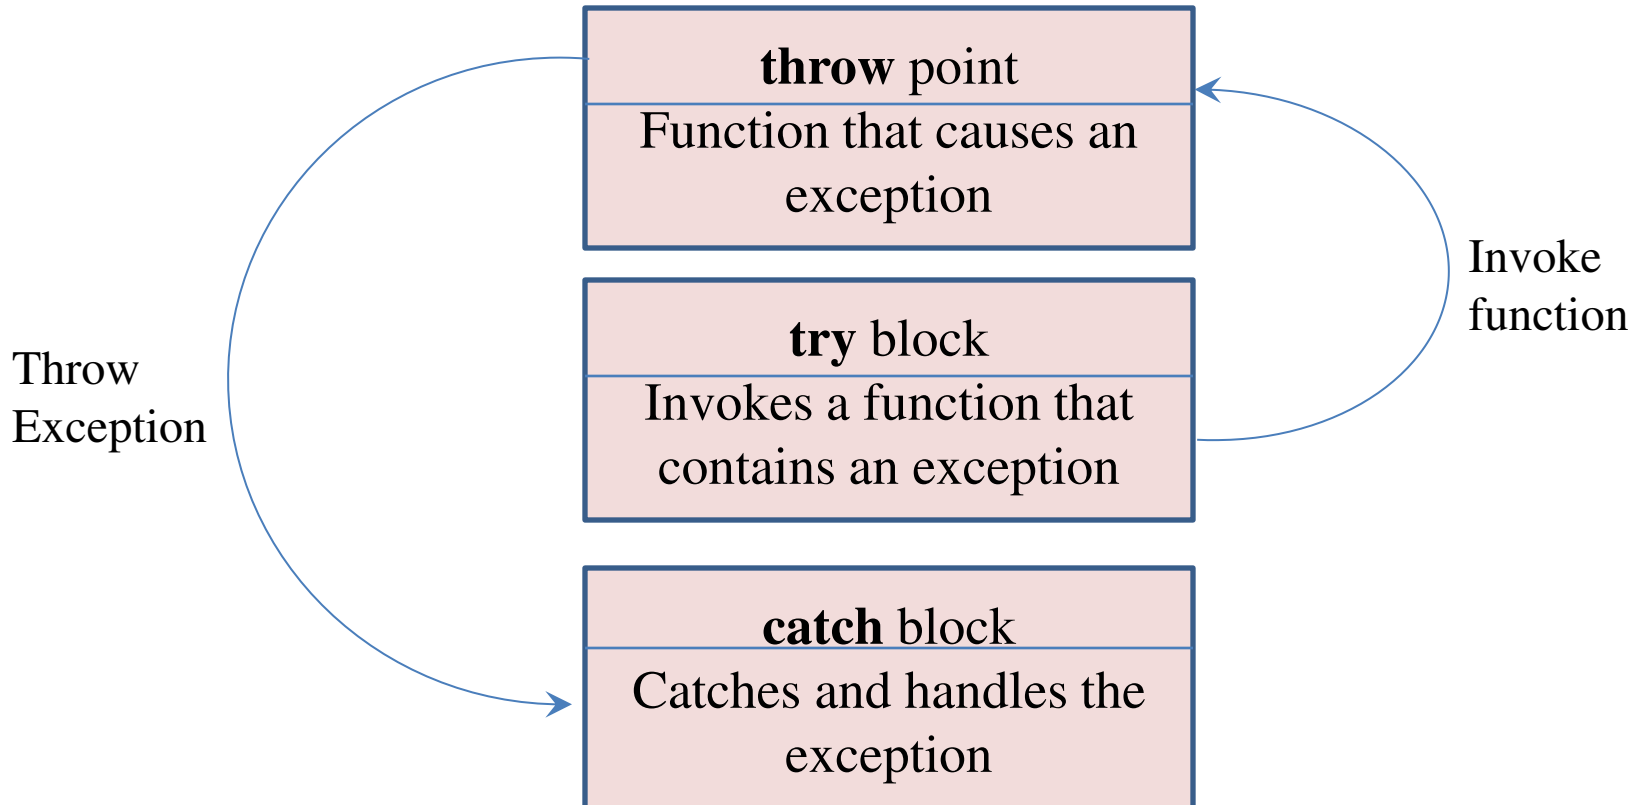 throw point
Function that causes an
exception
Invoke
function
try block
Invokes a function that
contains an exception
Throw
Exception
catch block
Catches and handles the
exception